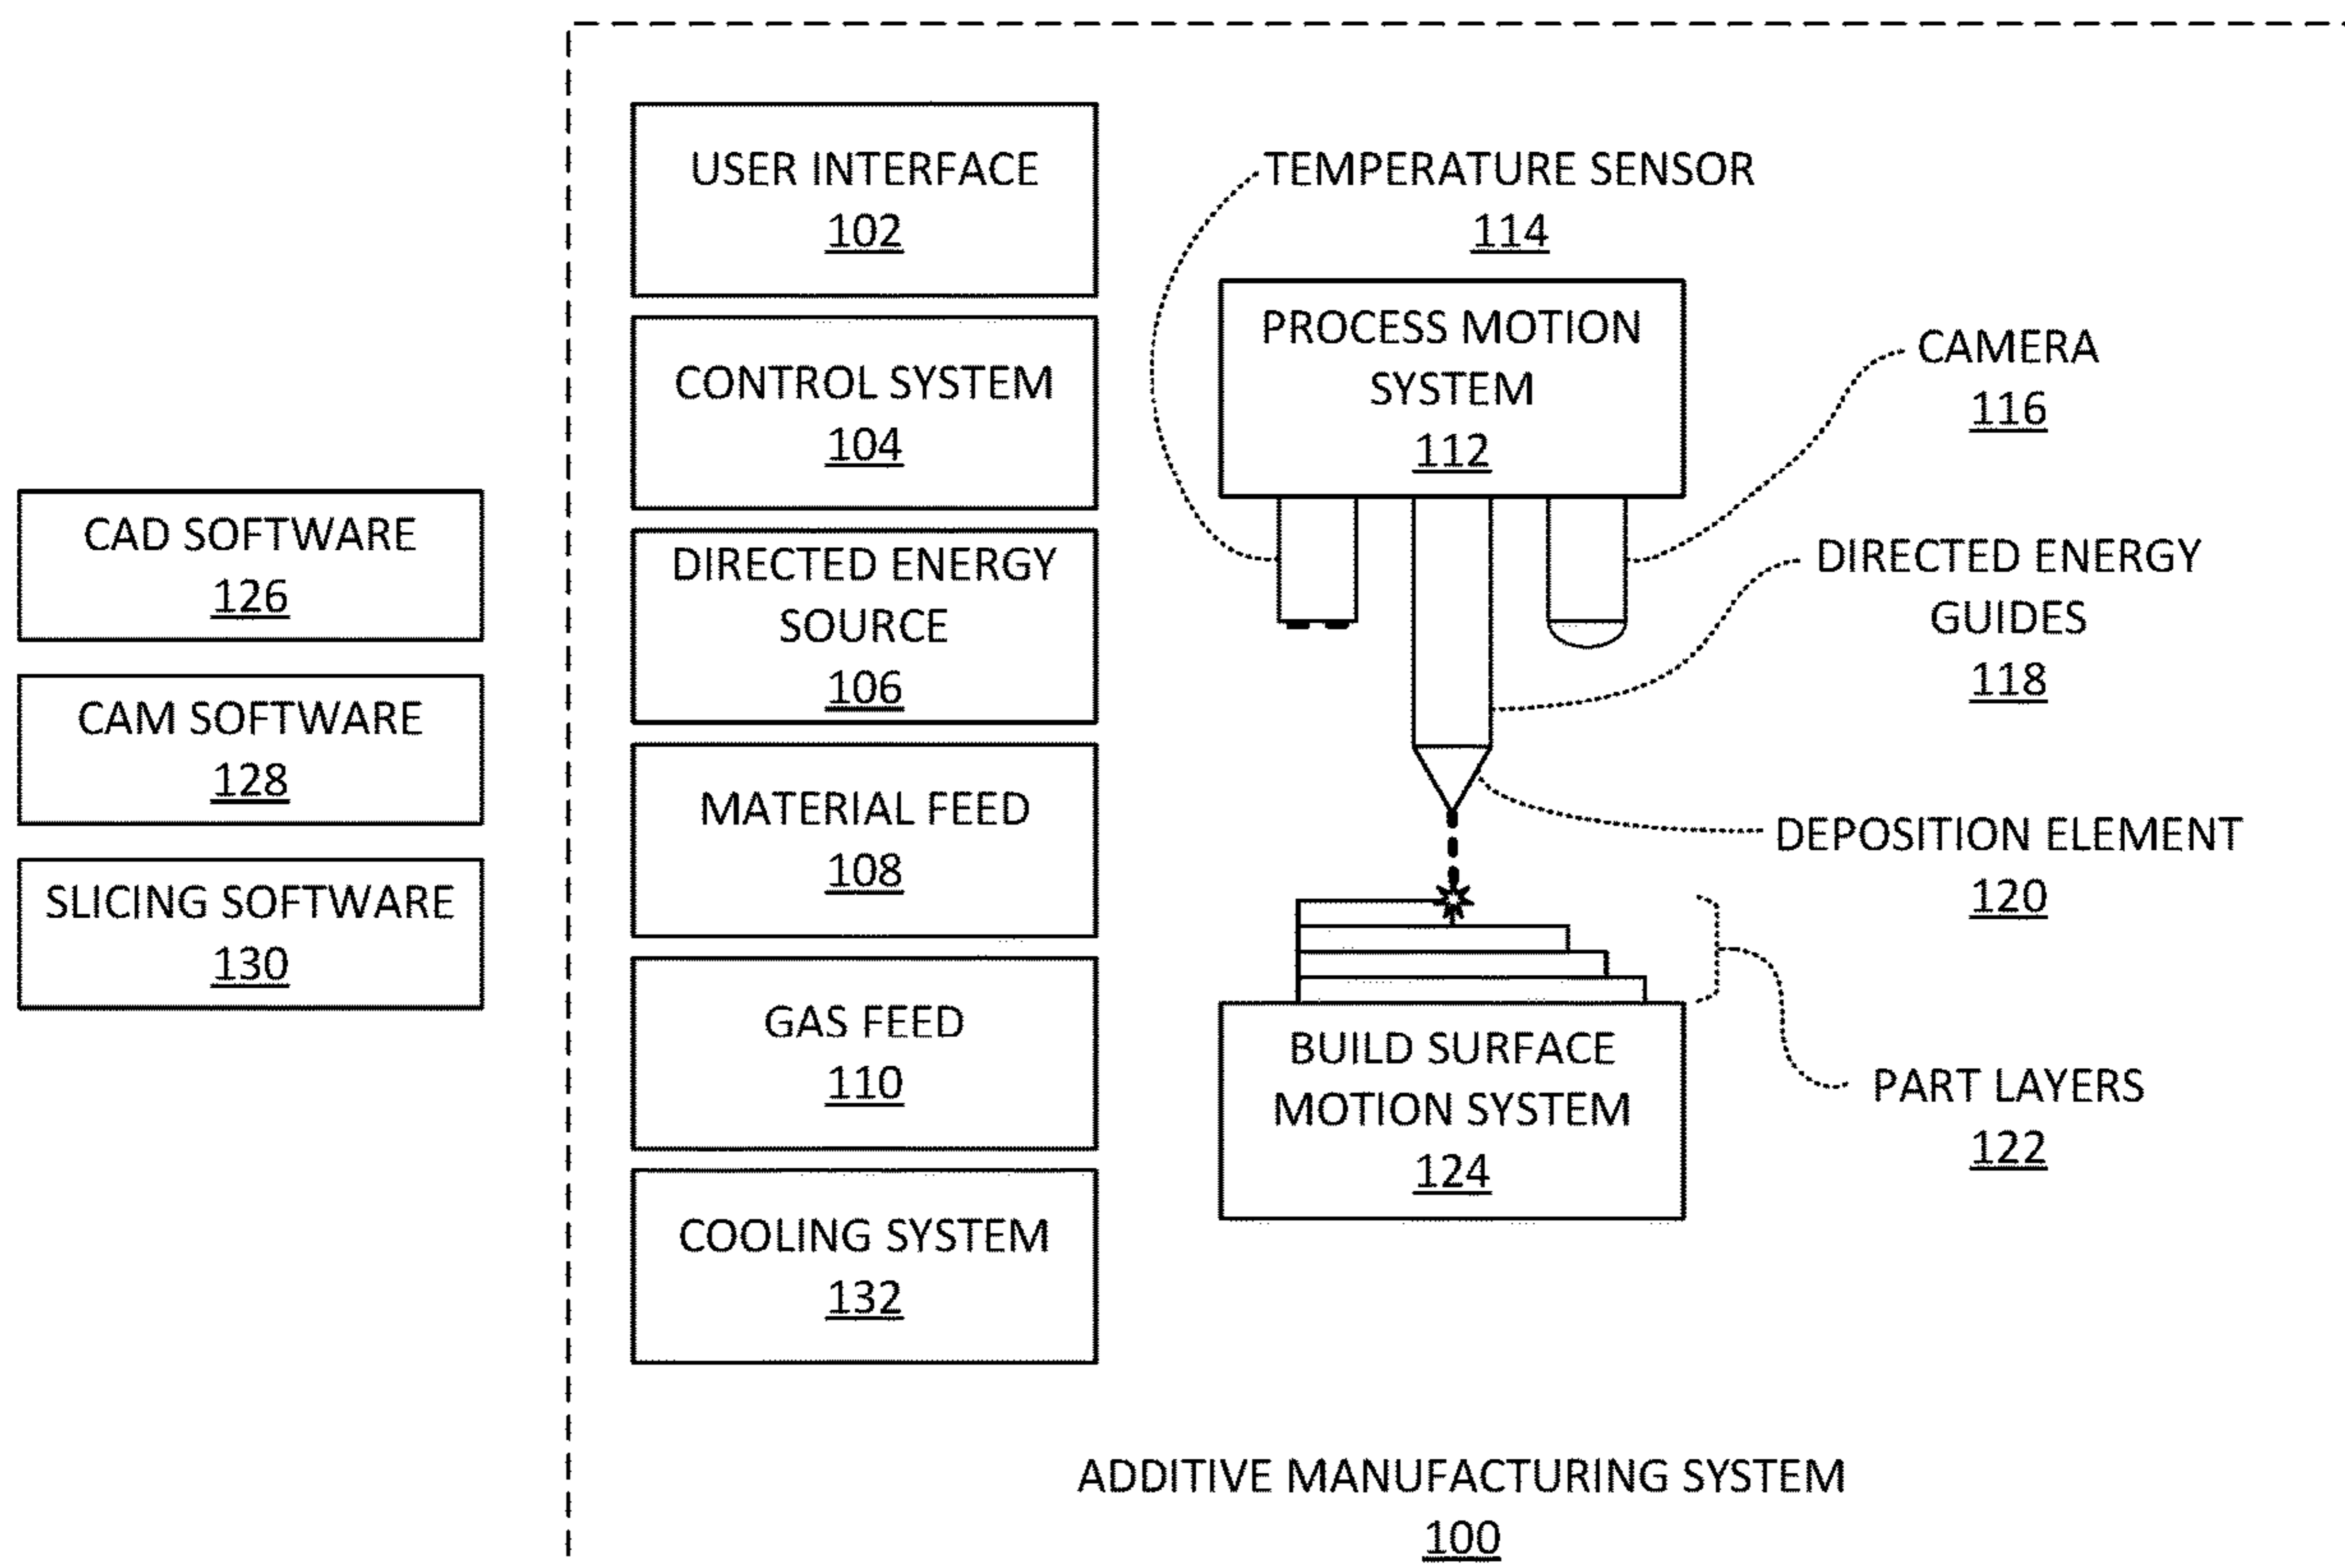 USER INTERFACE
102
CONTROL SYSTEM
104
DIRECTED ENERGY
SOURCE
106
MATERIAL FEED
108
GAS FEED
110
COOLING SYSTEM
132
CAD SOFTWARE
126
CAM SOFTWARE
128
SLICING SOFTWARE
130
TEMPERATURE SENSOR
114
PROCESS MOTION
SYSTEM
112
CAMERA
116
DIRECTED ENERGY
GUIDES
118
DEPOSITION ELEMENT
120
BUILD SURFACE
MOTION SYSTEM
124
PART LAYERS
122
ADDITIVE MANUFACTURING SYSTEM
100